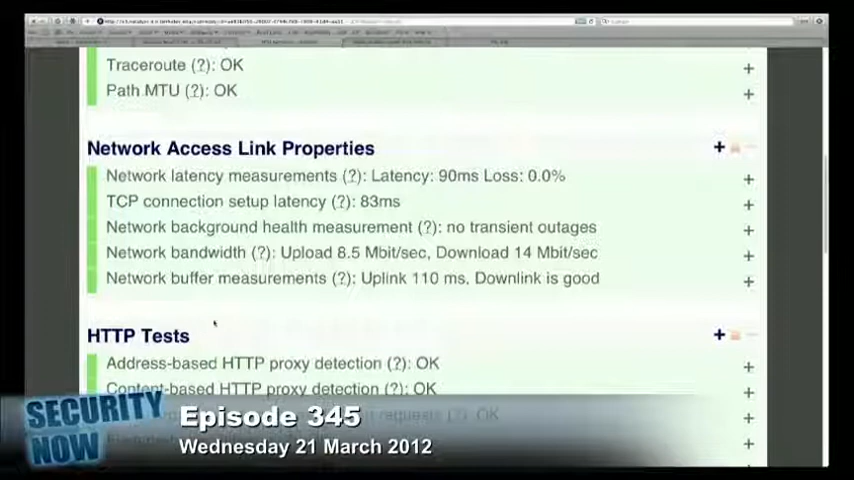 Traceroute (?): OK
Path MTU (?): OK
Network Access Link Properties
Network latency measurements (?): Latency: 90ms Loss: 0.0%
TCP connection setup latency (?): 83ms
Network background health measurement (?): no transient outages
Network bandwidth (?): Upload 8.5 Mbit/sec, Download 14 Mbit/sec
Network buffer measurements (?): Uplink 110 ms, Downlink is good
HTTP Tests
Address-based HTTP proxy detection (?): OK
Content-based HTTP proxy detection (?): OK
requests (?): OK
SECURITY NOW
Episode 345
Wednesday 21 March 2012